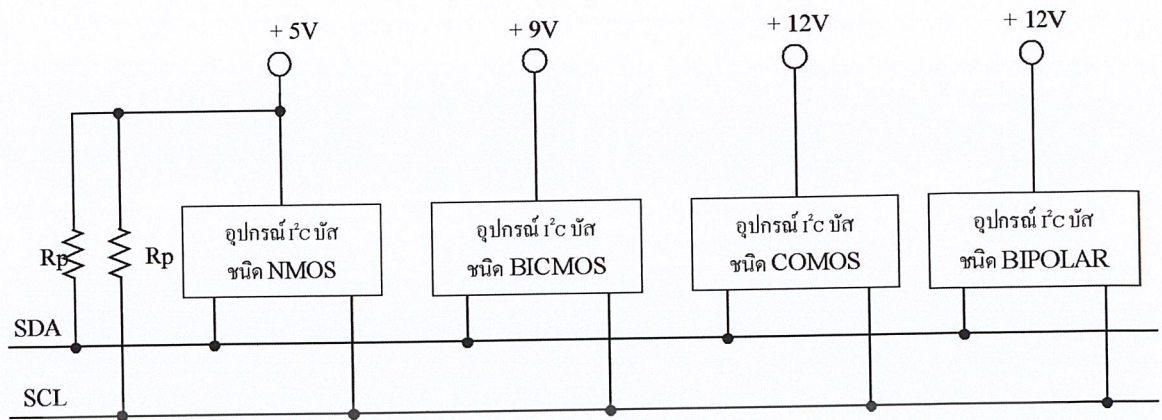 + 5V
+ 9V
+ 12V
+ 12V
อุปกรณ์ I²C บัส
ชนิด NMOS
อุปกรณ์ I²C บัส
ชนิด BICMOS
อุปกรณ์ I²C บัส
ชนิด COMOS
อุปกรณ์ I²C บัส
ชนิด BIPOLAR
Rp
Rp
SDA
SCL